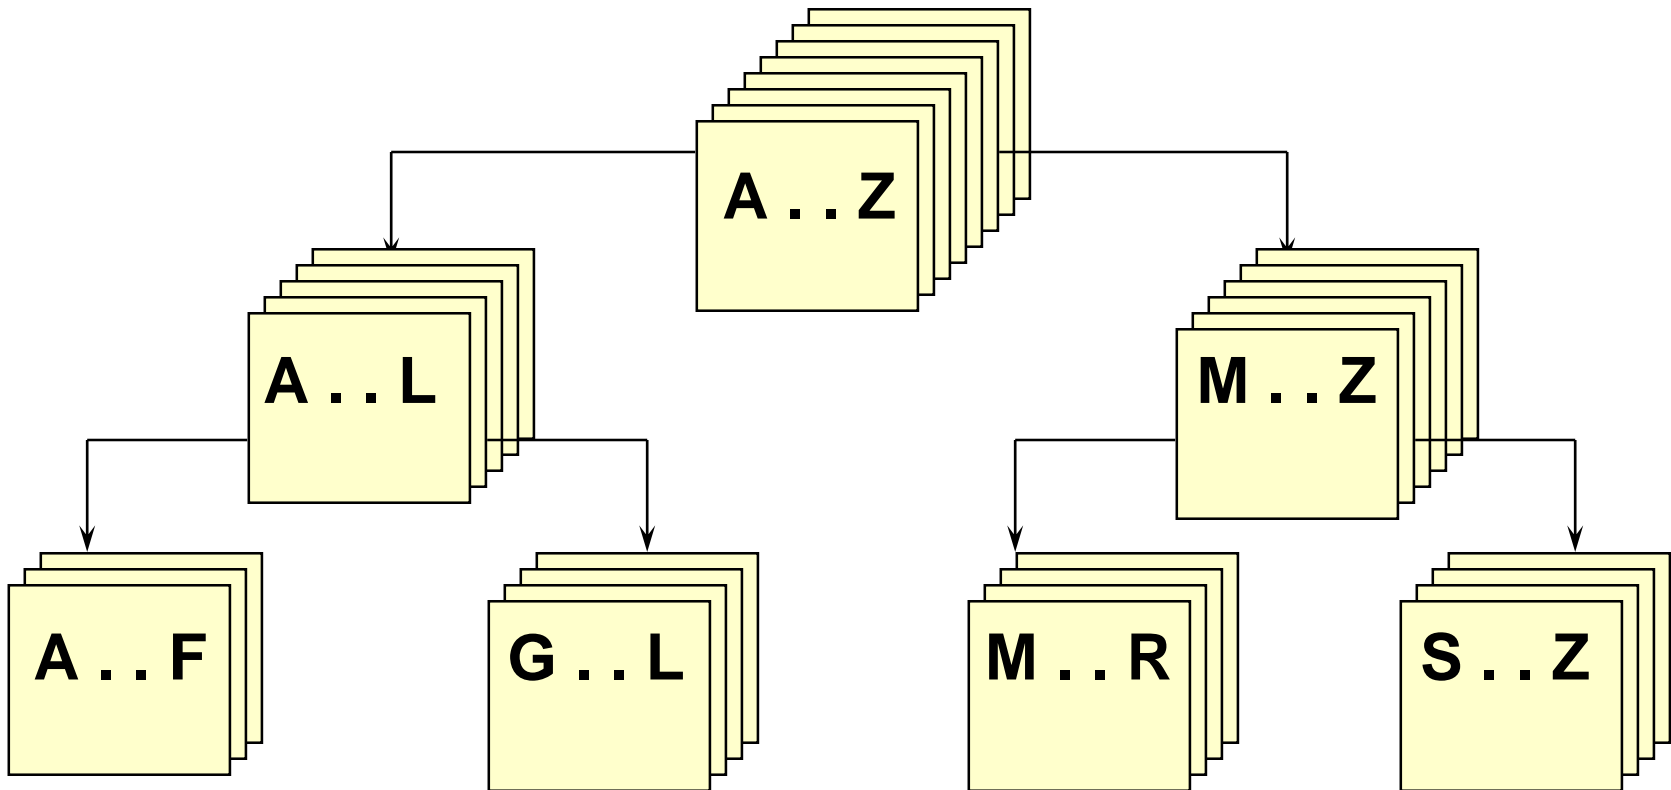 A . . Z
A . . L
M . . Z
A . . F
G . . L
M . . R
S . . Z